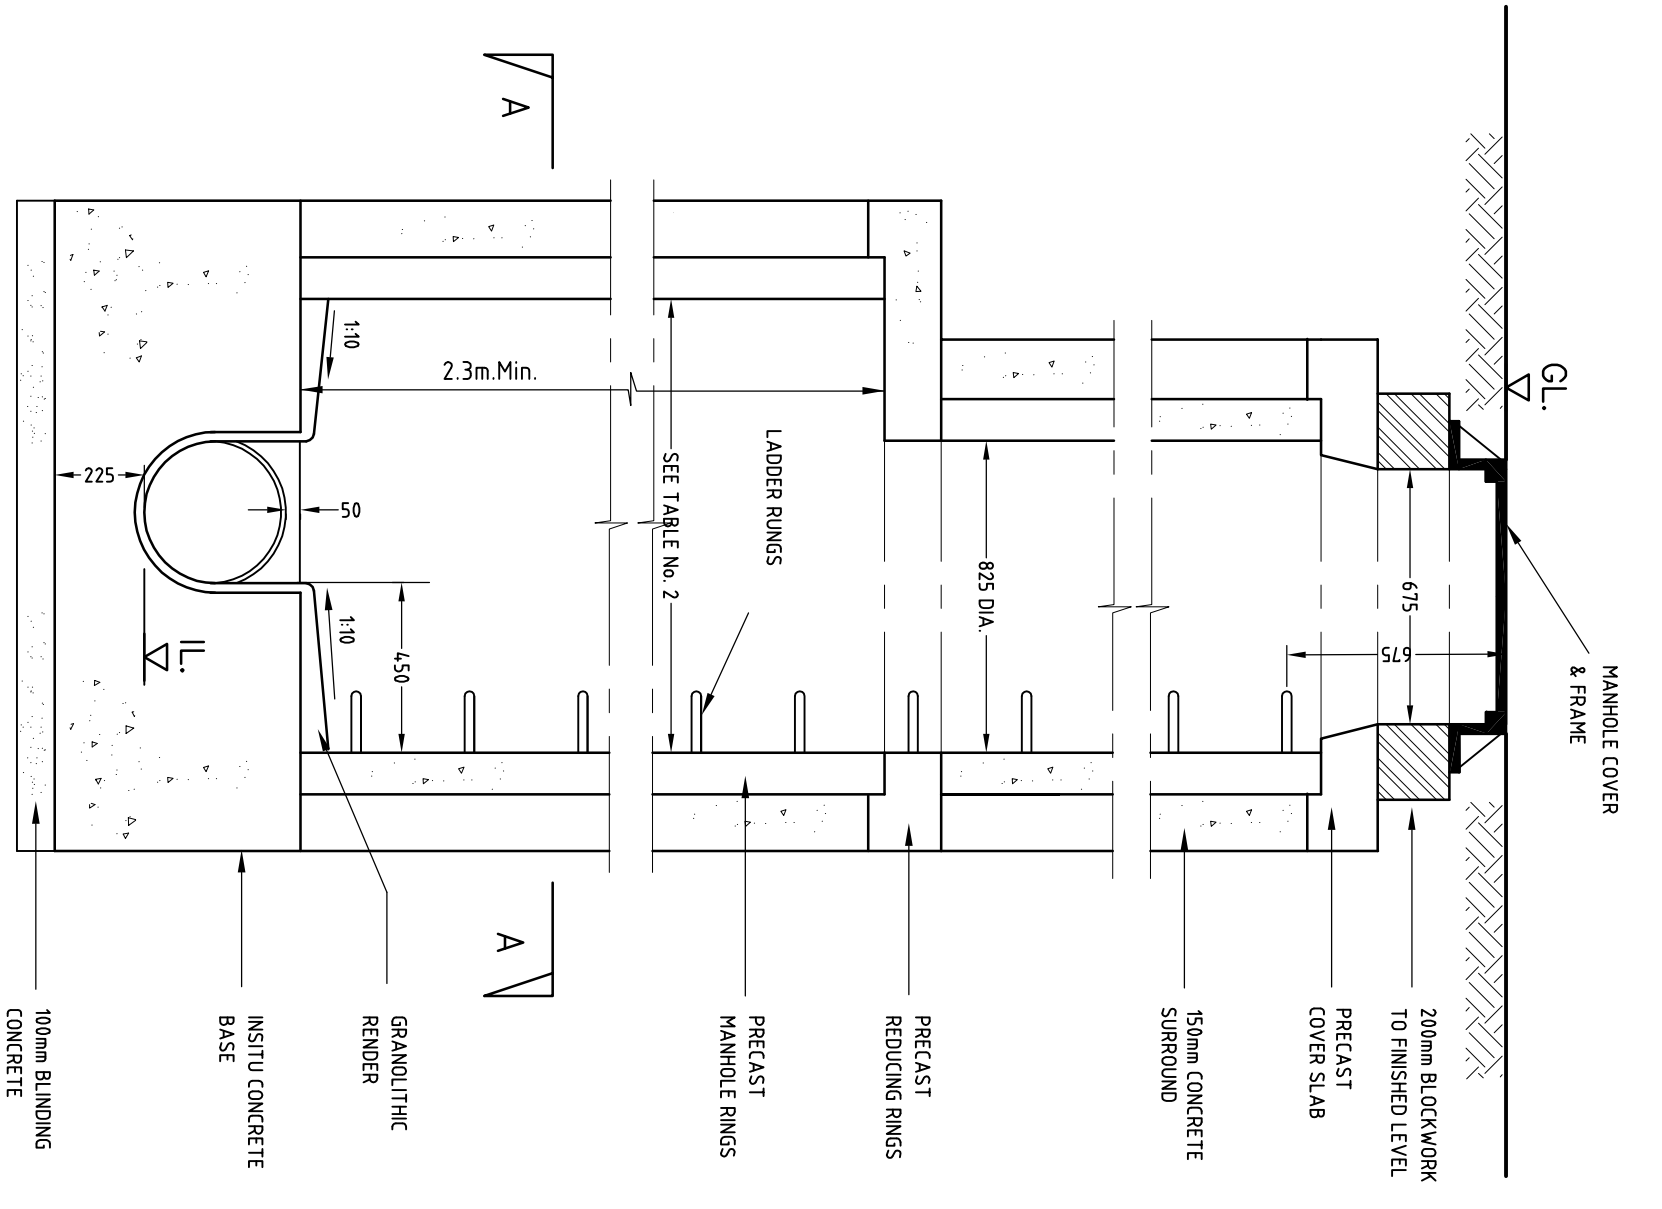 GL.
MANHOLE COVER
& FRAME
675
675
200mm BLOCKWORK
TO FINISHED LEVEL
PRECAST
COVER SLAB
150mm CONCRETE
SURROUND
825 DIA.
PRECAST
REDUCING RINGS
LADDER RUNGS
PRECAST
MANHOLE RINGS
SEE TABLE No. 2
2.3m.Min.
A
A
1:10
1:10
450
50
GRANOLITHIC
RENDER
225
IL.
INSITU CONCRETE
BASE
100mm BLINDING
CONCRETE